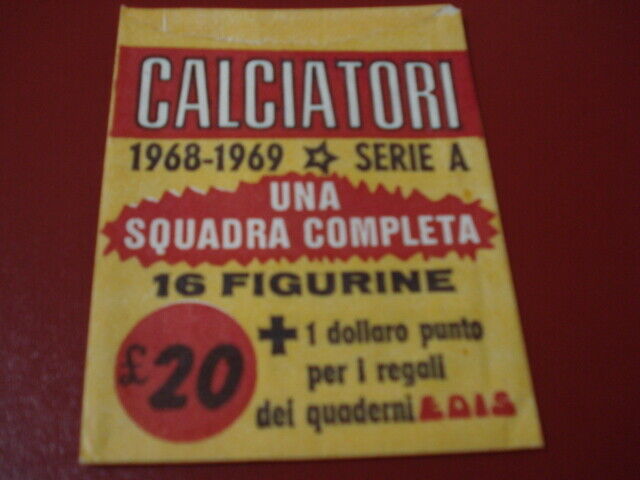 CALCIATORI
1968-1969 ☆ SERIE A
UNA
SQUADRA COMPLETA
16 FIGURINE
£20
+ 1 dollaro punto
per i regali
dei quaderni EDIS